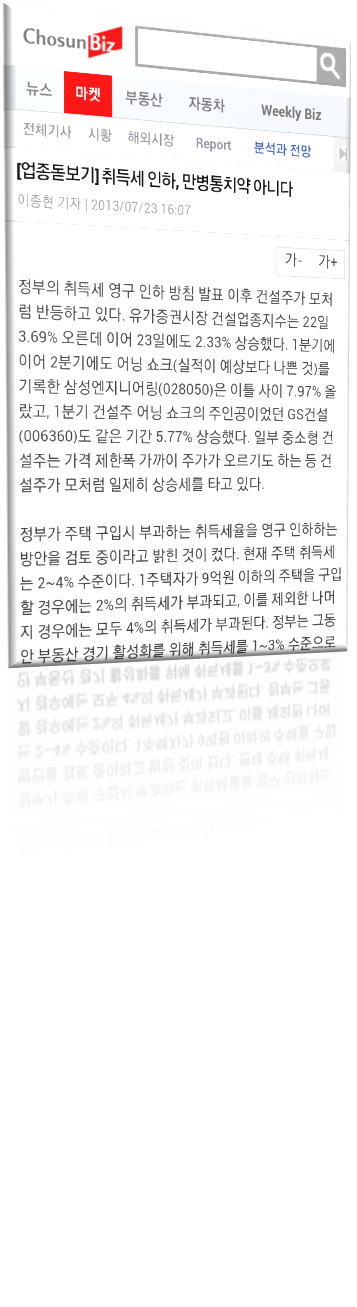 ChosunBiz
뉴스 마켓 부동산 자동차 Weekly Biz
전체기사 시황 해외시장 Report 분석과 전망
[업종돋보기] 취득세 인하, 만병통치약 아니다
이종현 기자 | 2013/07/23 16:07
가- 가+
정부의 취득세 영구 인하 방침 발표 이후 건설주가 모처
럼 반등하고 있다. 유가증권시장 건설업종지수는 22일
3.69% 오른데 이어 23일에도 2.33% 상승했다. 1분기에
이어 2분기에도 어닝 쇼크(실적이 예상보다 나쁜 것)를
기록한 삼성엔지니어링(028050)은 이틀 사이 7.97% 올
랐고, 1분기 건설주 어닝 쇼크의 주인공이었던 GS건설
(006360)도 같은 기간 5.77% 상승했다. 일부 중소형 건
설주는 가격 제한폭 가까이 주가가 오르기도 하는 등 건
설주가 모처럼 일제히 상승세를 타고 있다.
정부가 주택 구입시 부과하는 취득세율을 영구 인하하는
방안을 검토 중이라고 밝힌 것이 컸다. 현재 주택 취득세
는 2~4% 수준이다. 1주택자가 9억원 이하의 주택을 구입
할 경우에는 2%의 취득세가 부과되고, 이를 제외한 나머
지 경우에는 모두 4%의 취득세가 부과된다. 정부는 그동
안 부동산 경기 활성화를 위해 취득세를 1~3% 수준으로